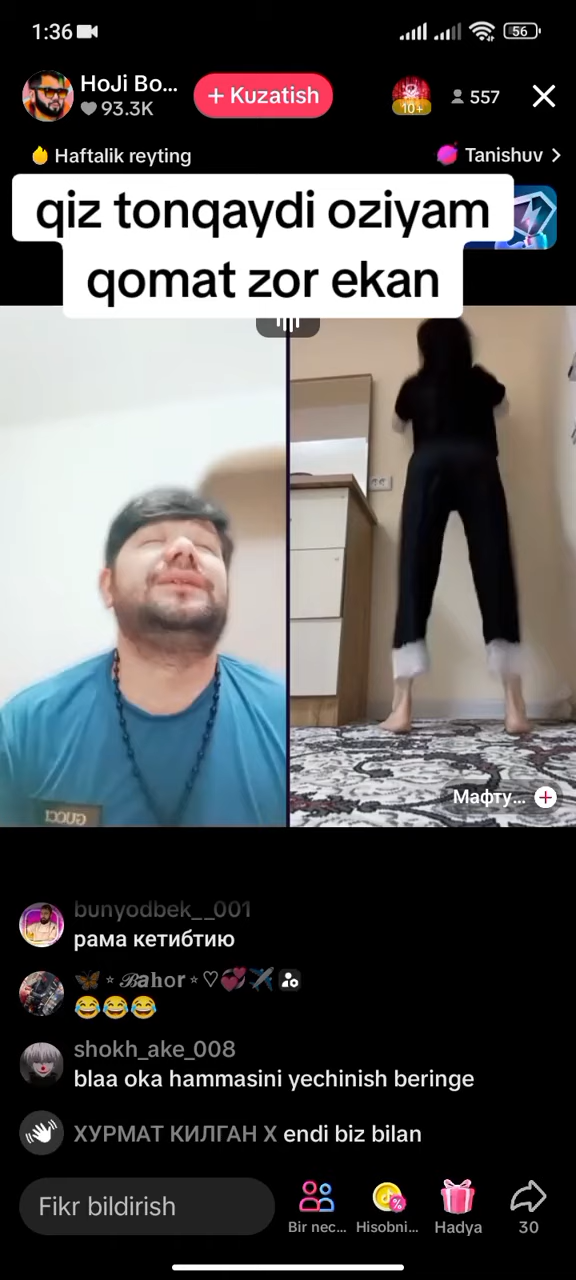 1:36
56
HoJi Bo...
93.3K
+ Kuzatish
10+
557
Haftalik reyting
Tanishuv >
qiz tonqaydi oziyam
qomat zor ekan
GUCCI
Мафту...
bunyodbek__001
рама кетибтию
Bahor
😂😂😂
shokh_ake_008
blaa oka hammasini yechinish beringe
ХУРМАТ КИЛГАН Х endi biz bilan
Fikr bildirish
Bir nec...
Hisobni...
Hadya
30